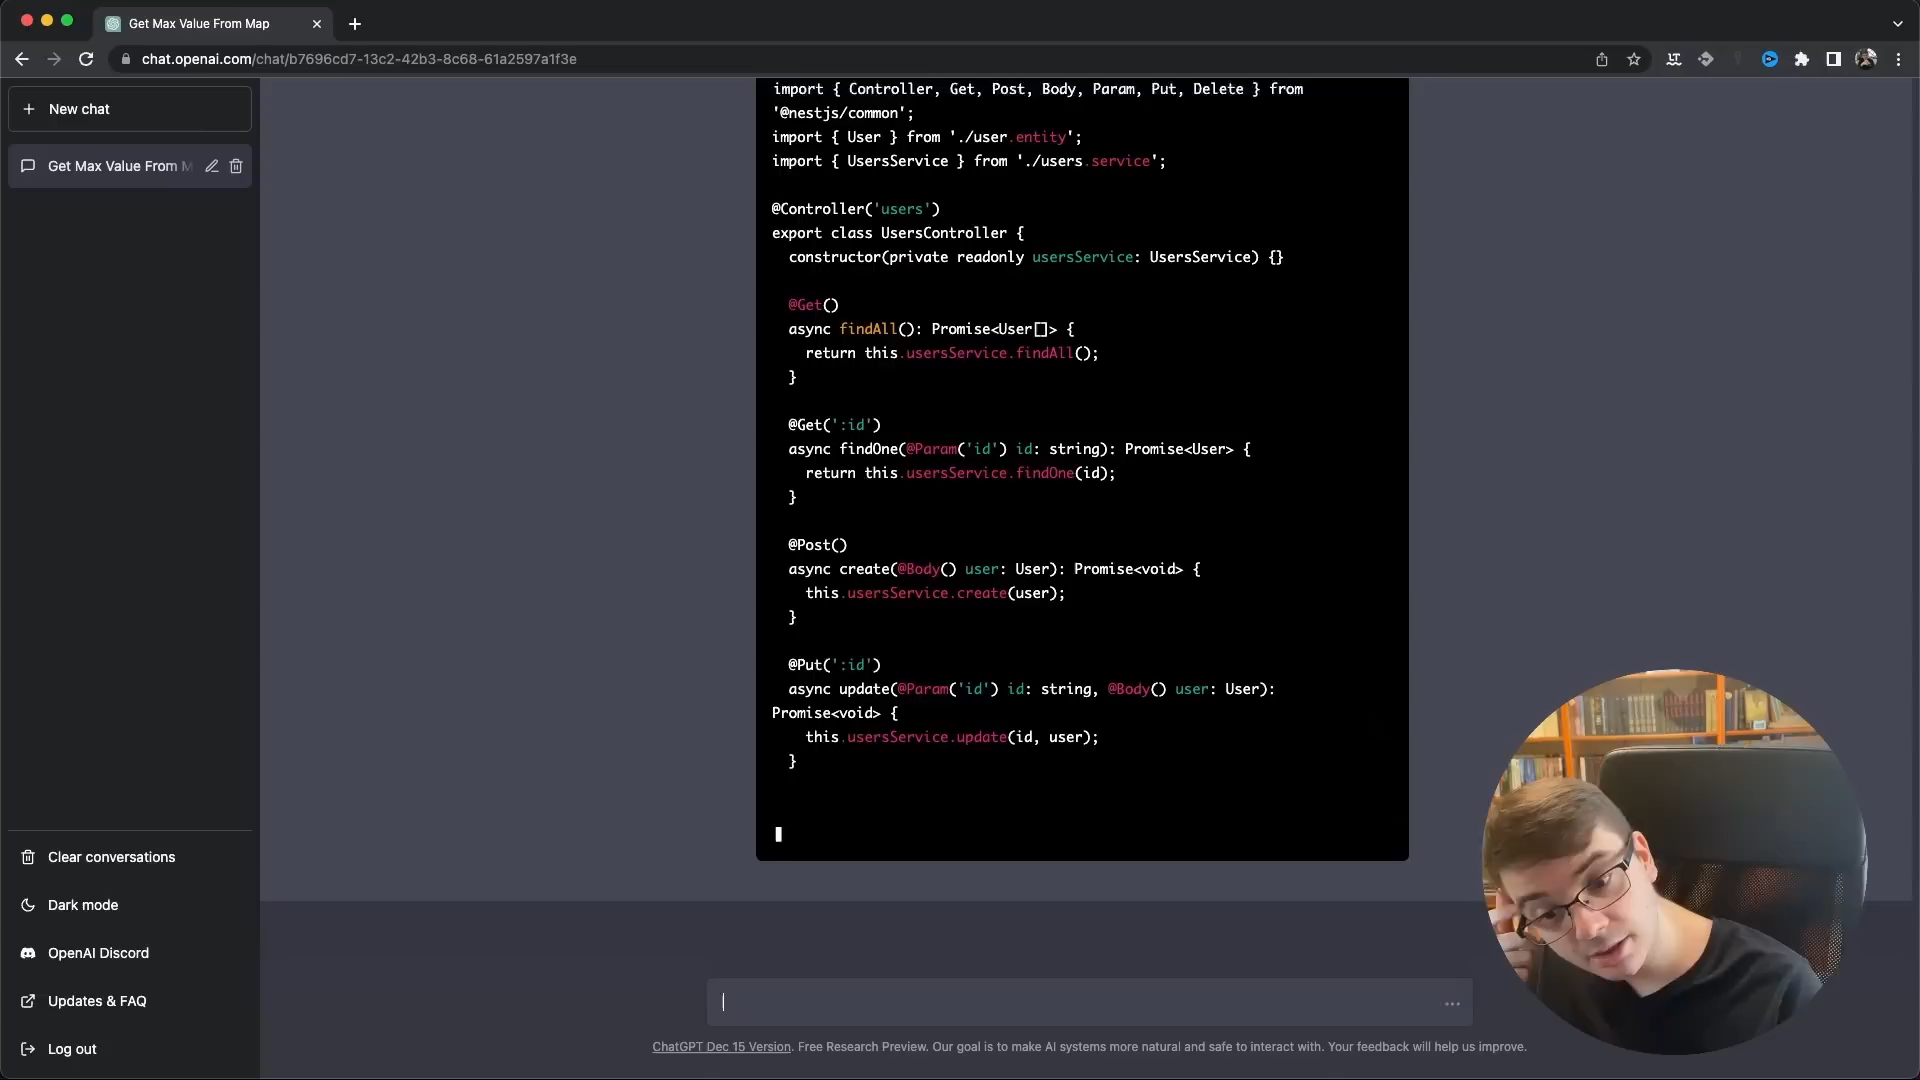 Get Max Value From Map
chat.openai.com/chat/b7696cd7-13c2-42b3-8c68-61a2597a1f3e
New chat
Get Max Value From M
import { Controller, Get, Post, Body, Param, Put, Delete } from
'@nestjs/common';
import { User } from './user.entity';
import { UsersService } from './users.service';
@Controller('users')
export class UsersController {
constructor(private readonly usersService: UsersService) {}
@Get()
async findAll(): Promise<User[]> {
return this.usersService.findAll();
}
@Get(':id')
async findOne(@Param('id') id: string): Promise<User> {
return this.usersService.findOne(id);
}
@Post()
async create(@Body() user: User): Promise<void> {
this.usersService.create(user);
}
@Put(':id')
async update(@Param('id') id: string, @Body() user: User):
Promise<void> {
this.usersService.update(id, user);
}
Clear conversations
Dark mode
OpenAI Discord
Updates & FAQ
Log out
ChatGPT Dec 15 Version. Free Research Preview. Our goal is to make AI systems more natural and safe to interact with. Your feedback will help us improve.